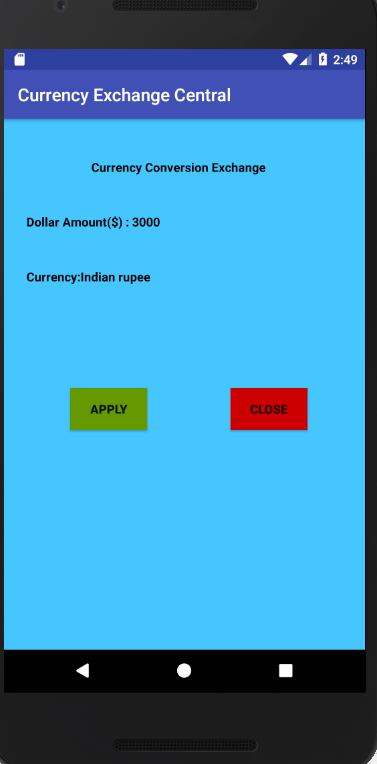 2:49
Currency Exchange Central
Currency Conversion Exchange
Dollar Amount($) : 3000
Currency:Indian rupee
APPLY CLOSE